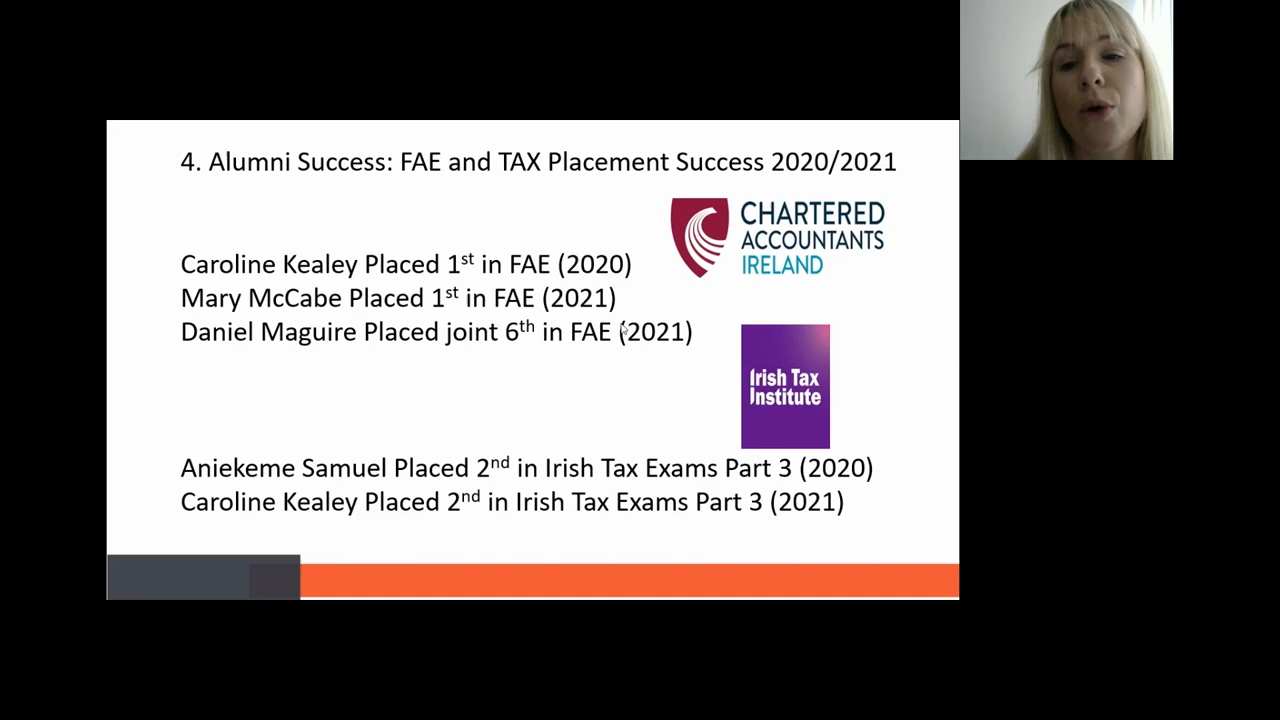 4. Alumni Success: FAE and TAX Placement Success 2020/2021
CHARTERED
ACCOUNTANTS
IRELAND
Caroline Kealey Placed 1st in FAE (2020)
Mary McCabe Placed 1st in FAE (2021)
Daniel Maguire Placed joint 6th in FAE (2021)
Irish Tax
Institute
Aniekeme Samuel Placed 2nd in Irish Tax Exams Part 3 (2020)
Caroline Kealey Placed 2nd in Irish Tax Exams Part 3 (2021)